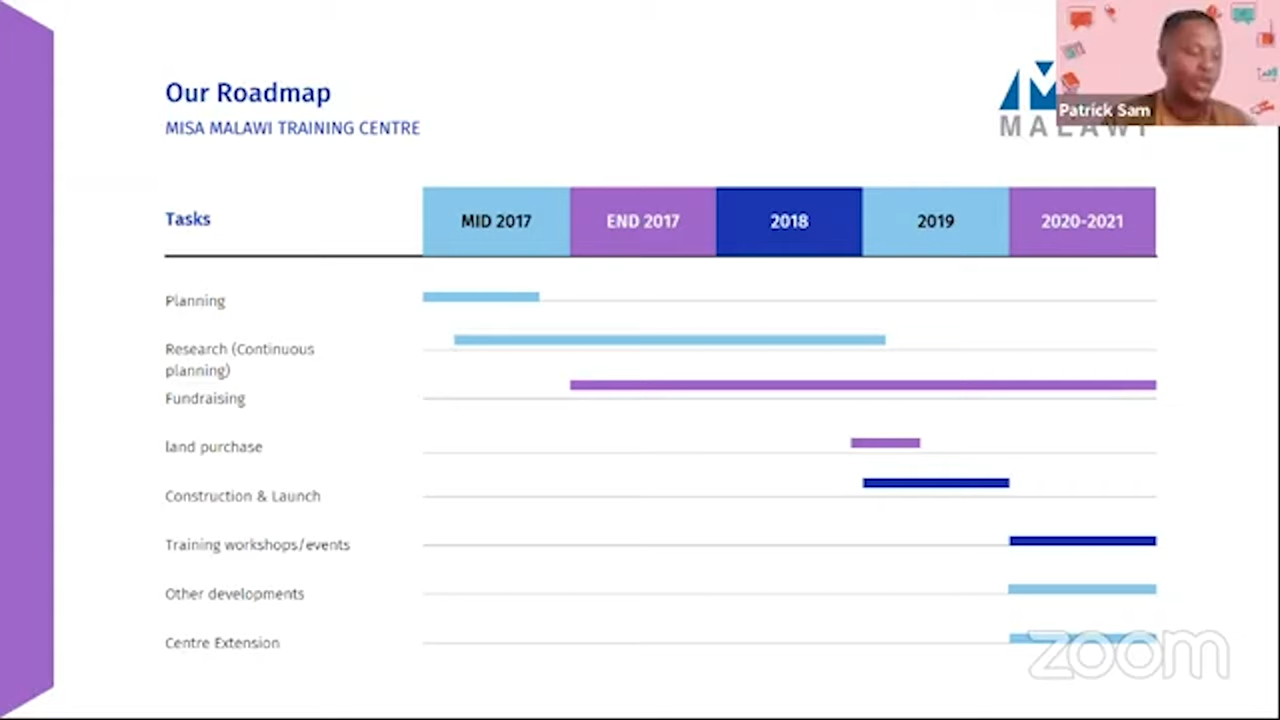 Our Roadmap
MISA MALAWI TRAINING CENTRE
MALAWI
Patrick Sam
Tasks
MID 2017
END 2017
2018
2019
2020-2021
Planning
Research (Continuous
planning)
Fundraising
land purchase
Construction & Launch
Training workshops/events
Other developments
Centre Extension
zoom